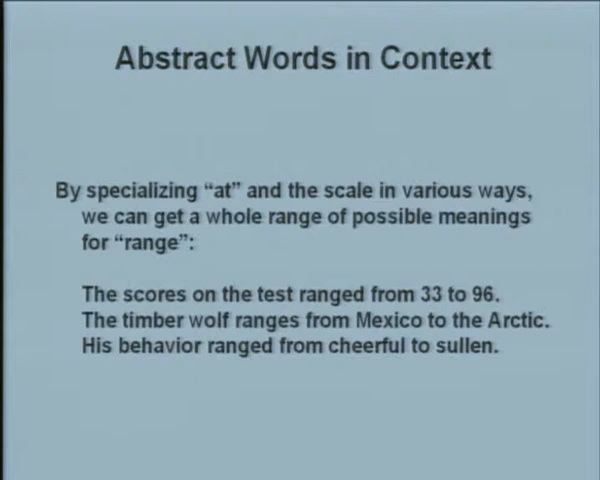 Abstract Words in Context
By specializing “at” and the scale in various ways,
we can get a whole range of possible meanings
for “range”:
The scores on the test ranged from 33 to 96.
The timber wolf ranges from Mexico to the Arctic.
His behavior ranged from cheerful to sullen.